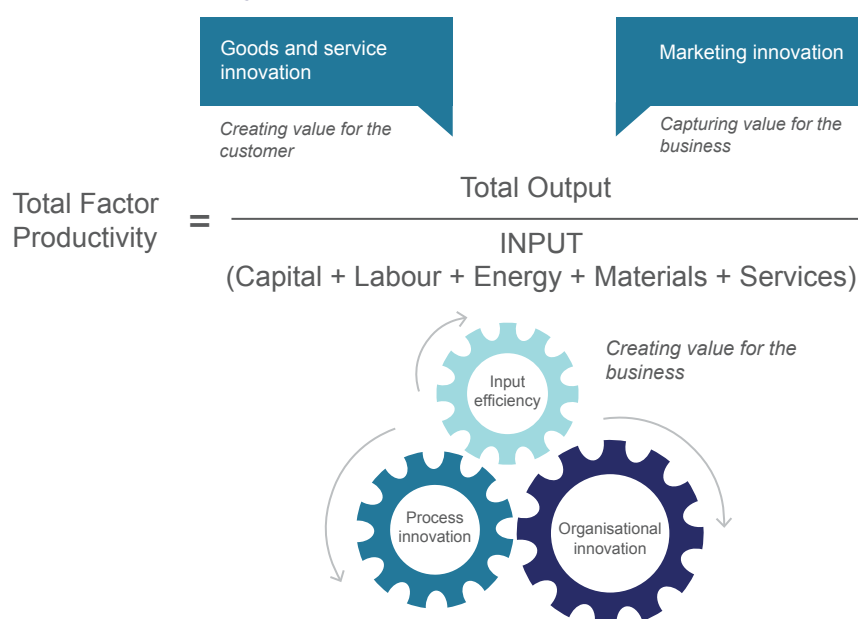 Goods and service
innovation
Marketing innovation
Creating value for the
customer
Capturing value for the
business
Total Factor
Productivity
=
Total Output
INPUT
(Capital + Labour + Energy + Materials + Services)
Creating value for the
business
Input
efficiency
Process
innovation
Organisational
innovation